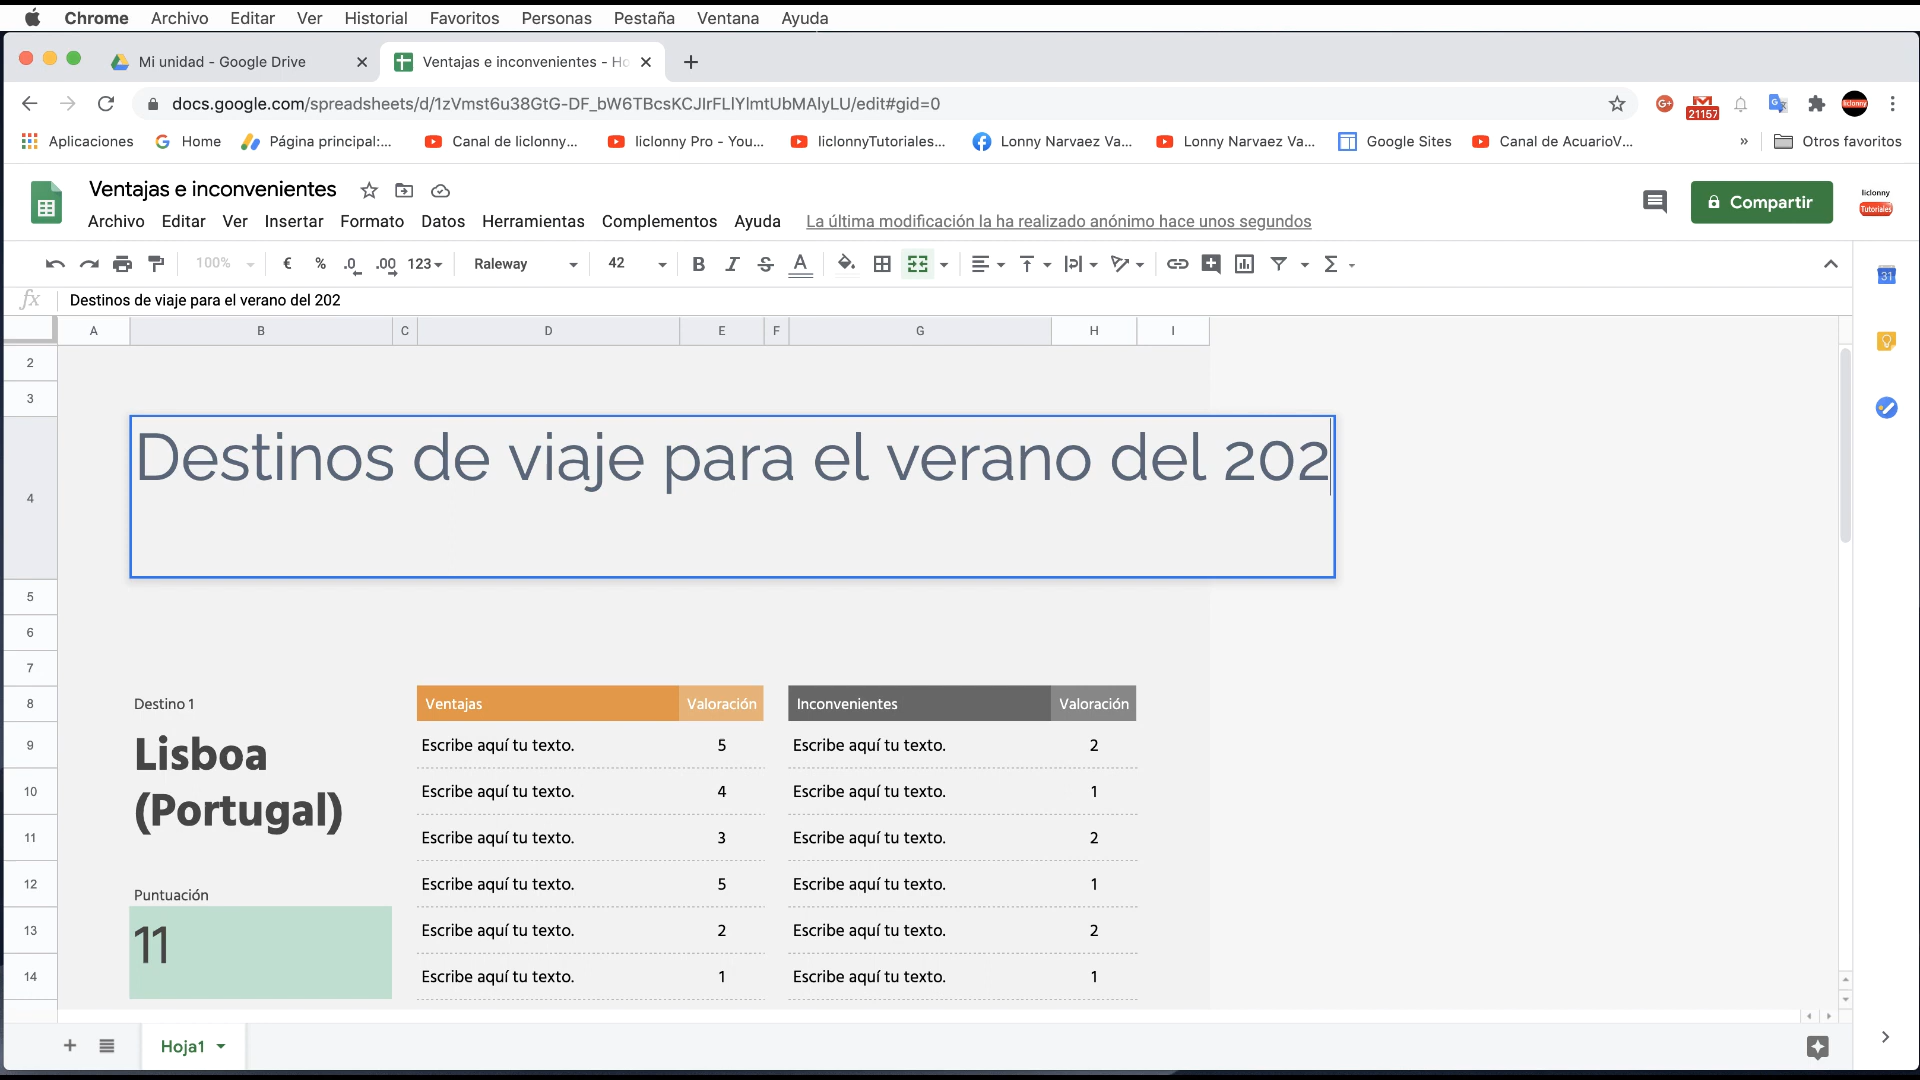 Chrome Archivo Editar Ver Historial Favoritos Personas Pestaña Ventana Ayuda
Mi unidad - Google Drive Ventajas e inconvenientes - Ho
docs.google.com/spreadsheets/d/1zVmst6u38GtG-DF_bW6TBcsKCJIrFLlYlmtUbMAlyLU/edit#gid=0 21157
Aplicaciones Home Página principal:... Canal de liclonny... liclonny Pro - You... liclonnyTutoriales... Lonny Narvaez Va... Lonny Narvaez Va... Google Sites Canal de AcuarioV... » Otros favoritos
Ventajas e inconvenientes
Archivo Editar Ver Insertar Formato Datos Herramientas Complementos Ayuda La última modificación la ha realizado anónimo hace unos segundos
Compartir
liclonny
Tutoriales
100% € % .0 .00 123 Raleway 42 B I S A Σ
31
fx Destinos de viaje para el verano del 202
A B C D E F G H I
2
3
4 Destinos de viaje para el verano del 202
5
6
7
8 Destino 1 Ventajas Valoración Inconvenientes Valoración
9 Lisboa Escribe aquí tu texto. 5 Escribe aquí tu texto. 2
10 (Portugal) Escribe aquí tu texto. 4 Escribe aquí tu texto. 1
11 Escribe aquí tu texto. 3 Escribe aquí tu texto. 2
12 Puntuación Escribe aquí tu texto. 5 Escribe aquí tu texto. 1
13 11 Escribe aquí tu texto. 2 Escribe aquí tu texto. 2
14 Escribe aquí tu texto. 1 Escribe aquí tu texto. 1
Hoja1